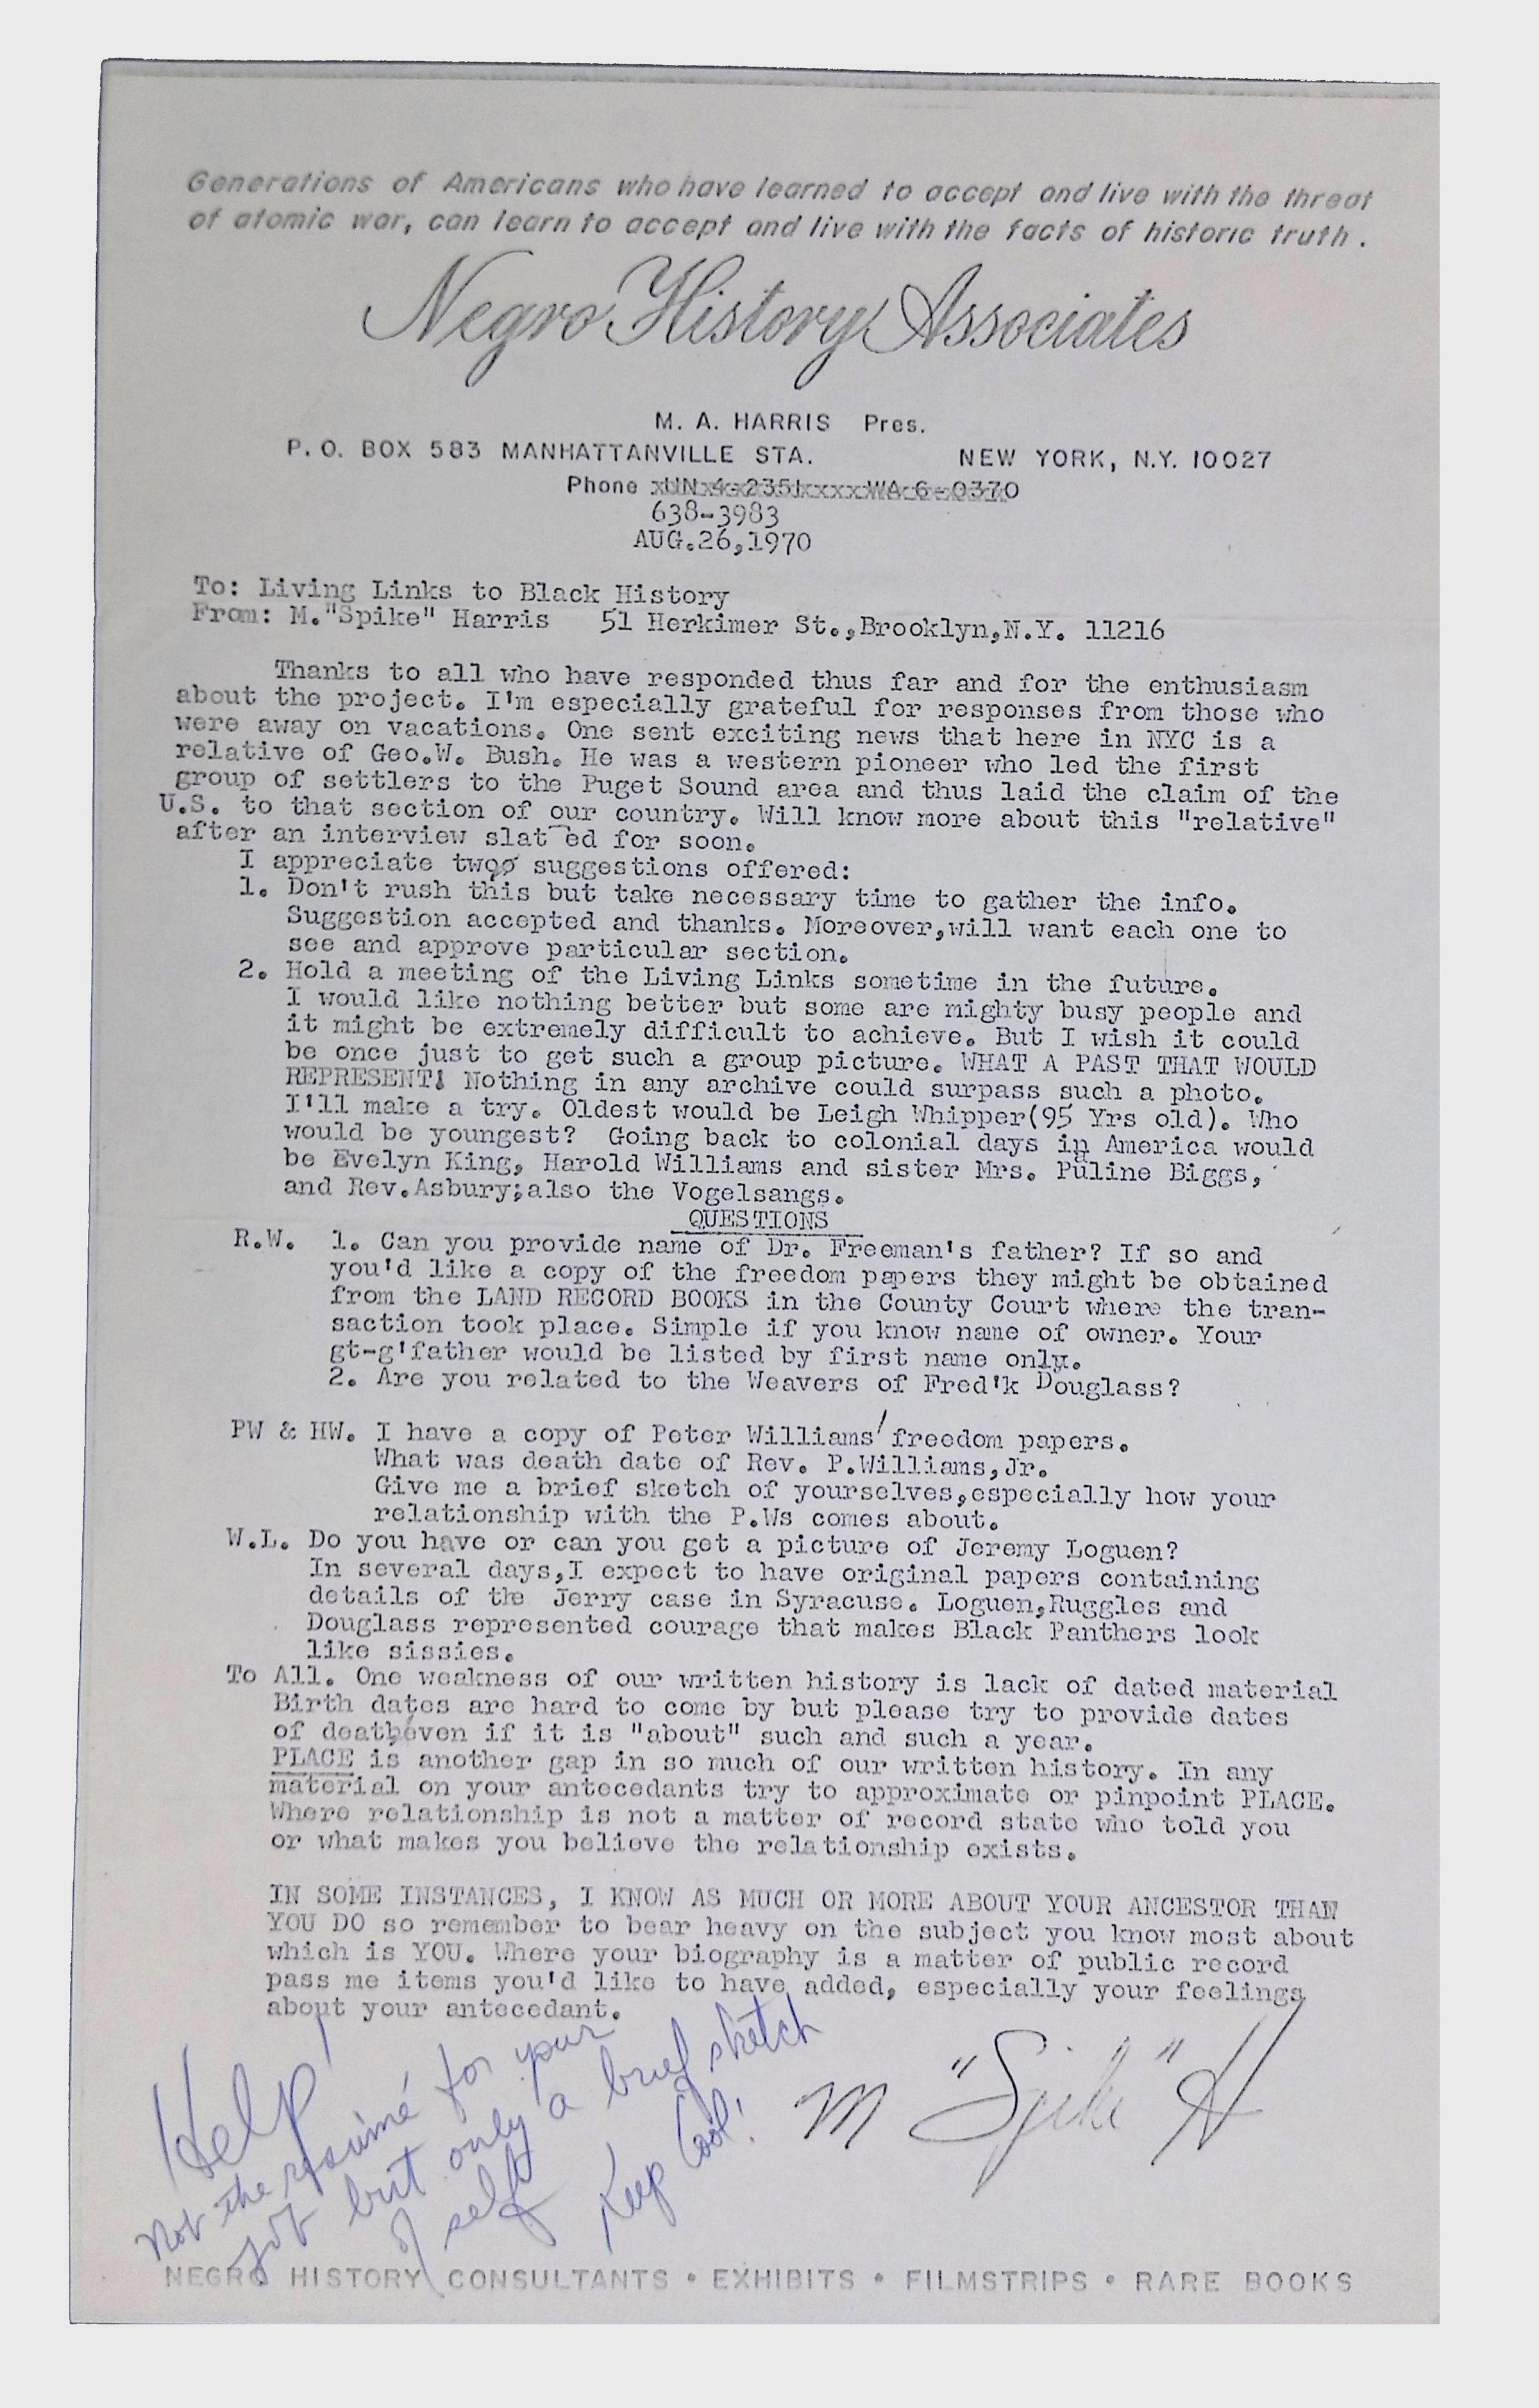 Generations of Americans who have learned to accept and live with the threat
of atomic war, can learn to accept and live with the facts of historic truth.
Negro History Associates
M. A. HARRIS Pres.
P. O. BOX 583 MANHATTANVILLE STA. NEW YORK, N.Y. 10027
Phone UN 4-2351 WA 6-0370
638-3983
AUG.26,1970
To: Living Links to Black History
From: M."Spike" Harris 51 Herkimer St.,Brooklyn,N.Y. 11216
Thanks to all who have responded thus far and for the enthusiasm
about the project. I'm especially grateful for responses from those who
were away on vacations. One sent exciting news that here in NYC is a
relative of Geo.W. Bush. He was a western pioneer who led the first
group of settlers to the Puget Sound area and thus laid the claim of the
U.S. to that section of our country. Will know more about this "relative"
after an interview slat ed for soon.
I appreciate two suggestions offered:
1. Don't rush this but take necessary time to gather the info.
Suggestion accepted and thanks. Moreover,will want each one to
see and approve particular section.
2. Hold a meeting of the Living Links sometime in the future.
I would like nothing better but some are mighty busy people and
it might be extremely difficult to achieve. But I wish it could
be once just to get such a group picture. WHAT A PAST THAT WOULD
REPRESENT! Nothing in any archive could surpass such a photo.
I'll make a try. Oldest would be Leigh Whipper(95 Yrs old). Who
would be youngest? Going back to colonial days in America would
be Evelyn King, Harold Williams and sister Mrs. Pauline Biggs,
and Rev.Asbury;also the Vogelsangs.
QUESTIONS
R.W. 1. Can you provide name of Dr. Freeman's father? If so and
you'd like a copy of the freedom papers they might be obtained
from the LAND RECORD BOOKS in the County Court where the tran-
saction took place. Simple if you know name of owner. Your
gt-g'father would be listed by first name only.
2. Are you related to the Weavers of Fred'k Douglass?
PW & HW. I have a copy of Peter Williams' freedom papers.
What was death date of Rev. P.Williams,Jr.
Give me a brief sketch of yourselves,especially how your
relationship with the P.Ws comes about.
W.L. Do you have or can you get a picture of Jeremy Loguen?
In several days,I expect to have original papers containing
details of the Jerry case in Syracuse. Loguen,Ruggles and
Douglass represented courage that makes Black Panthers look
like sissies.
To All. One weakness of our written history is lack of dated material
Birth dates are hard to come by but please try to provide dates
of death even if it is "about" such and such a year.
PLACE is another gap in so much of our written history. In any
material on your antecedants try to approximate or pinpoint PLACE.
Where relationship is not a matter of record state who told you
or what makes you believe the relationship exists.
IN SOME INSTANCES, I KNOW AS MUCH OR MORE ABOUT YOUR ANCESTOR THAN
YOU DO so remember to bear heavy on the subject you know most about
which is YOU. Where your biography is a matter of public record
pass me items you'd like to have added, especially your feelings
about your antecedant.
Help!
Not the résumé for your
job but only a brief sketch
of self
Keep Cool!
M "Spike" H
NEGRO HISTORY CONSULTANTS • EXHIBITS • FILMSTRIPS • RARE BOOKS